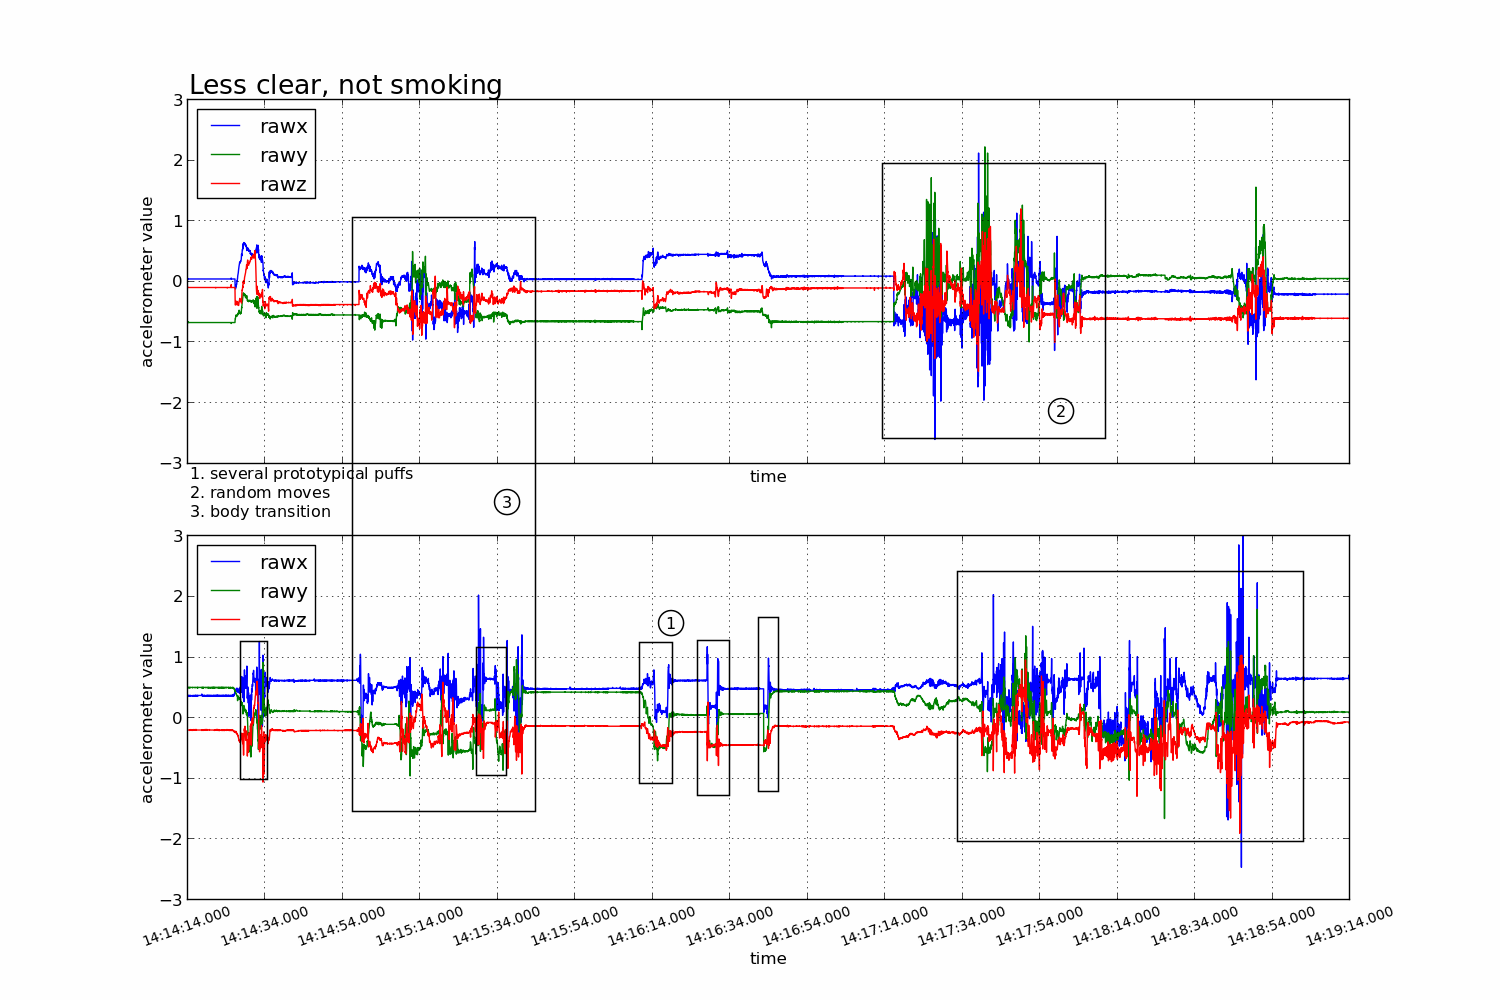 Less clear, not smoking
3
2
1
0
−1
−2
−3
accelerometer value
rawx
rawy
rawz
2
time
1. several prototypical puffs
2. random moves
3. body transition
3
3
2
1
0
−1
−2
−3
accelerometer value
rawx
rawy
rawz
1
14:14:14.000 14:14:34.000 14:14:54.000 14:15:14.000 14:15:34.000 14:15:54.000 14:16:14.000 14:16:34.000 14:16:54.000 14:17:14.000 14:17:34.000 14:17:54.000 14:18:14.000 14:18:34.000 14:18:54.000 14:19:14.000
time